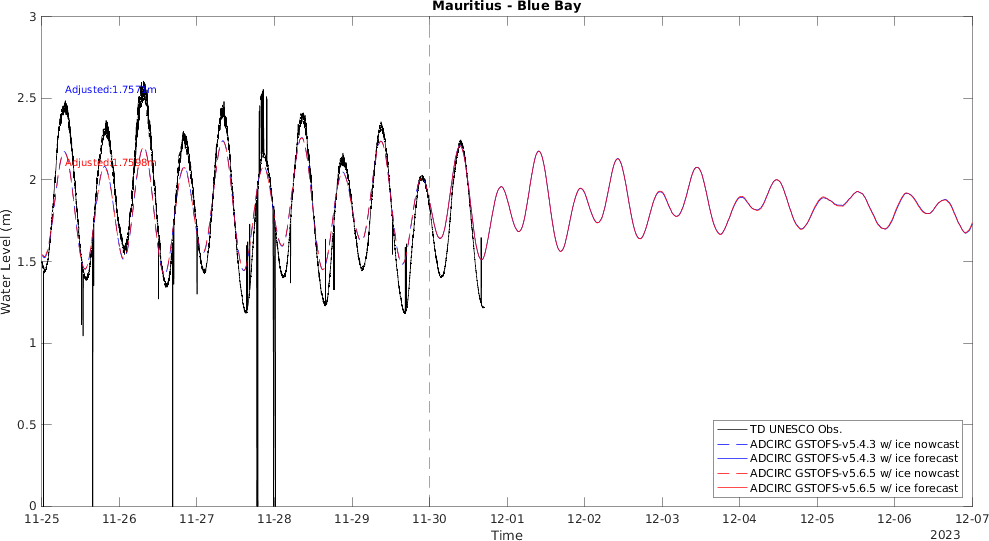 Mauritius - Blue Bay
Water Level (m)
3
2.5
2
1.5
1
0.5
0
Adjusted:1.757 m
Adjusted:1.7598m
TD UNESCO Obs.
ADCIRC GSTOFS-v5.4.3 w/ ice nowcast
ADCIRC GSTOFS-v5.4.3 w/ ice forecast
ADCIRC GSTOFS-v5.6.5 w/ ice nowcast
ADCIRC GSTOFS-v5.6.5 w/ ice forecast
11-25 11-26 11-27 11-28 11-29 11-30 12-01 12-02 12-03 12-04 12-05 12-06 12-07
Time
2023